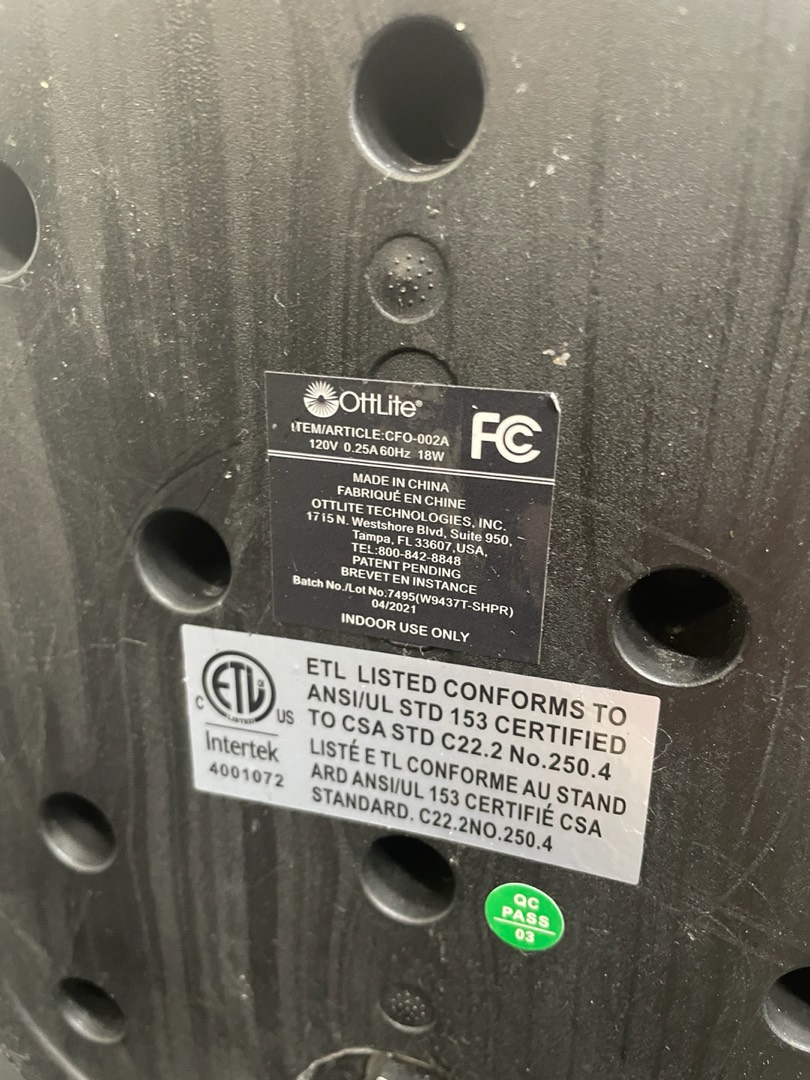 OttLite®
ITEM/ARTICLE:CFO-002A
120V 0.25A 60Hz 18W
FC
MADE IN CHINA
FABRIQUÉ EN CHINE
OTTLITE TECHNOLOGIES, INC.
1715 N. Westshore Blvd, Suite 950,
Tampa, FL 33607,USA,
TEL:800-842-8848
PATENT PENDING
BREVET EN INSTANCE
Batch No./Lot No:7495(W9437T-SHPR)
04/2021
INDOOR USE ONLY
C ETL US
LISTED
Intertek
4001072
ETL LISTED CONFORMS TO
ANSI/UL STD 153 CERTIFIED
TO CSA STD C22.2 No.250.4
LISTÉ E TL CONFORME AU STAND
ARD ANSI/UL 153 CERTIFIÉ CSA
STANDARD. C22.2NO.250.4
QC
PASS
03